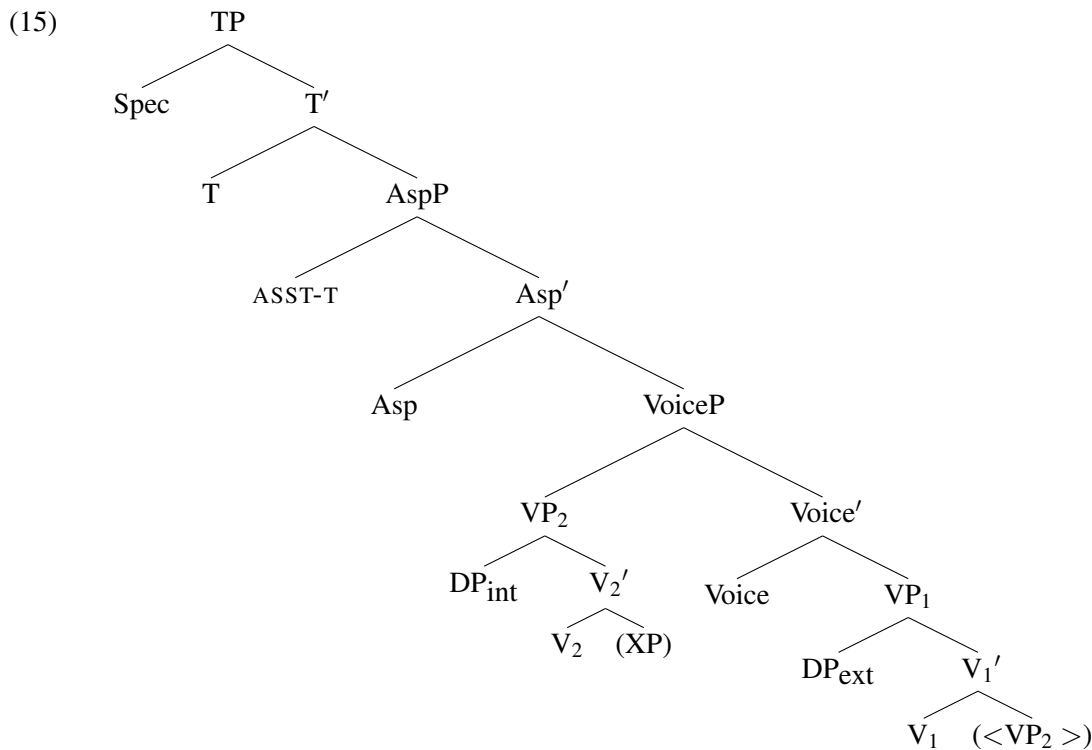 (15) TP
Spec T′
T AspP
ASST-T Asp′
Asp VoiceP
VP₂ Voice′
DPint V₂′ Voice VP₁
V₂ (XP) DPext V₁′
V₁ (<VP₂ >)